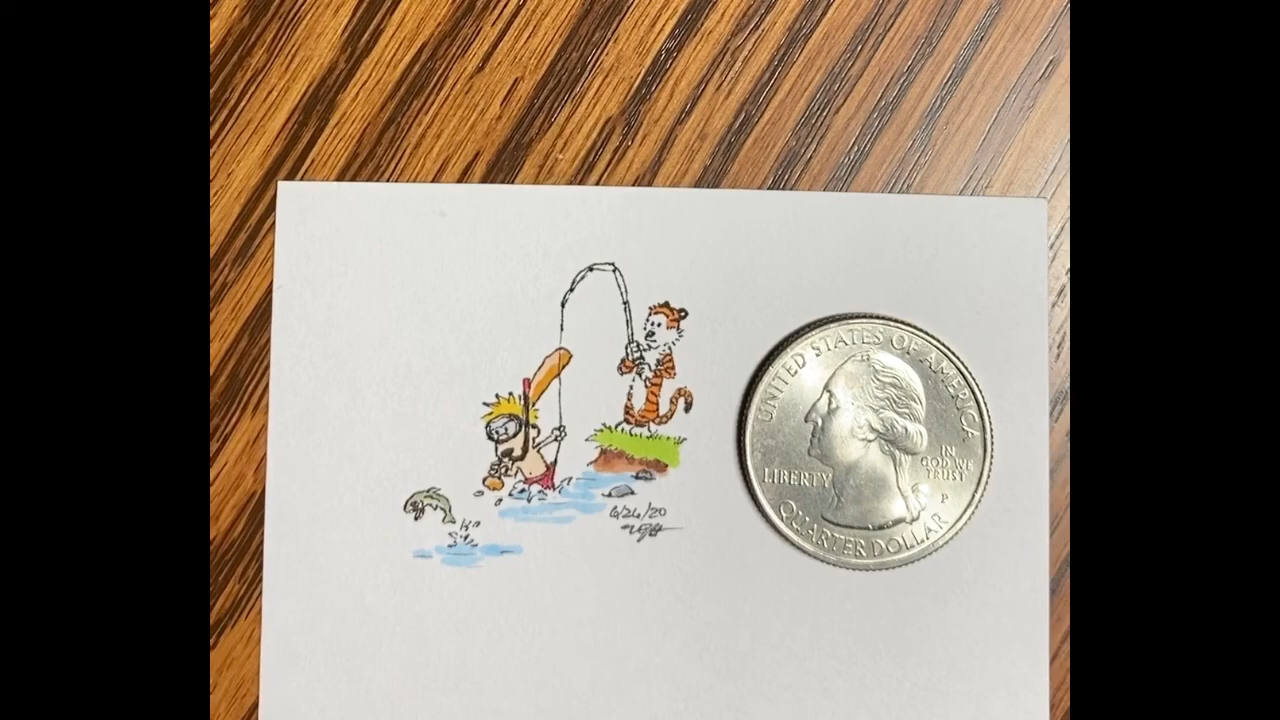 6/26/20
UNITED STATES OF AMERICA
LIBERTY
IN
GOD WE
TRUST
P
QUARTER DOLLAR